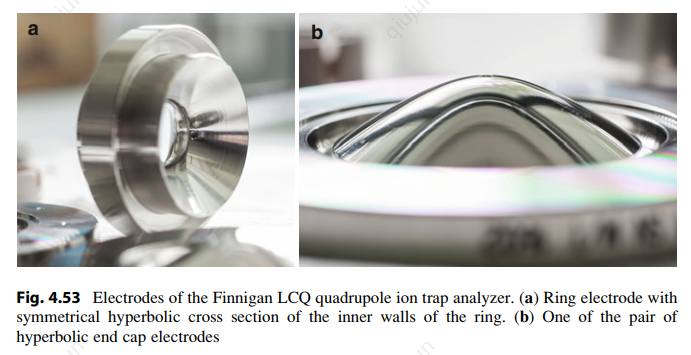 a
b
Fig. 4.53 Electrodes of the Finnigan LCQ quadrupole ion trap analyzer. (a) Ring electrode with
symmetrical hyperbolic cross section of the inner walls of the ring. (b) One of the pair of
hyperbolic end cap electrodes